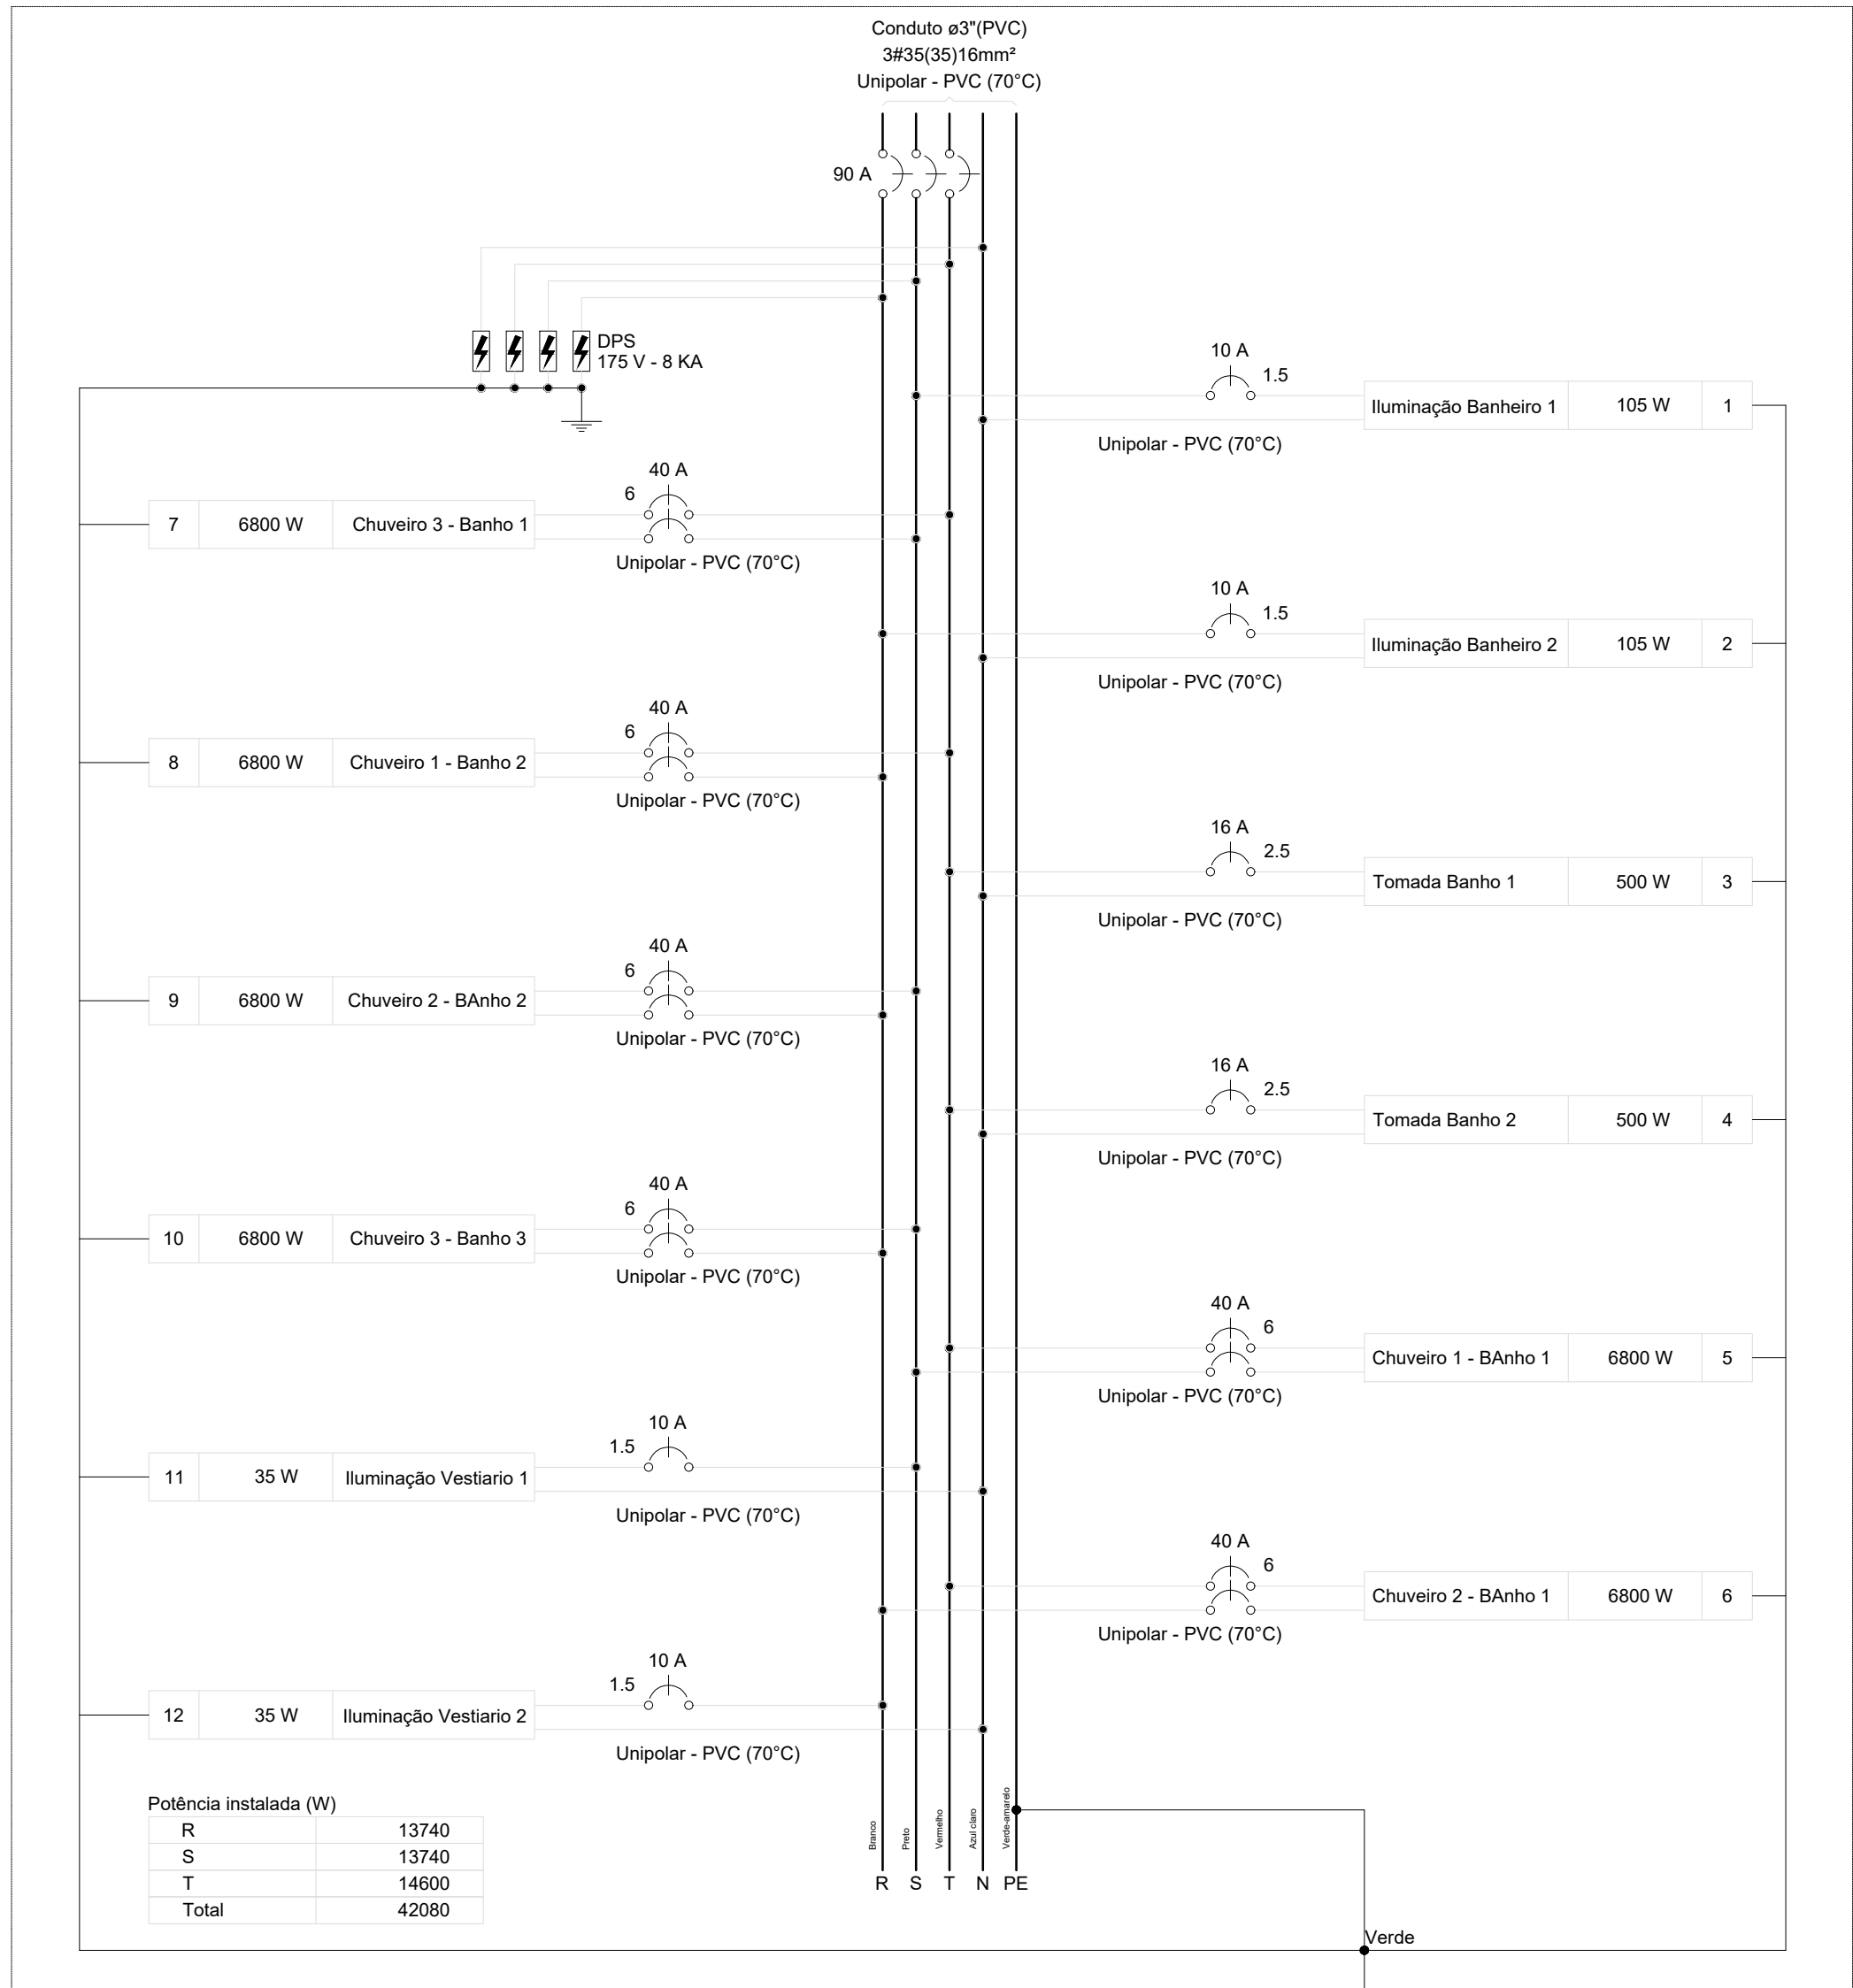 Conduto ø3"(PVC)
3#35(35)16mm²
Unipolar - PVC (70°C)
90 A
DPS
175 V - 8 KA
10 A
1.5
Iluminação Banheiro 1 105 W 1
Unipolar - PVC (70°C)
40 A
6
7 6800 W Chuveiro 3 - Banho 1
Unipolar - PVC (70°C)
10 A
1.5
Iluminação Banheiro 2 105 W 2
Unipolar - PVC (70°C)
40 A
6
8 6800 W Chuveiro 1 - Banho 2
Unipolar - PVC (70°C)
16 A
2.5
Tomada Banho 1 500 W 3
Unipolar - PVC (70°C)
40 A
6
9 6800 W Chuveiro 2 - BAnho 2
Unipolar - PVC (70°C)
16 A
2.5
Tomada Banho 2 500 W 4
Unipolar - PVC (70°C)
40 A
6
10 6800 W Chuveiro 3 - Banho 3
Unipolar - PVC (70°C)
40 A
6
Chuveiro 1 - BAnho 1 6800 W 5
Unipolar - PVC (70°C)
10 A
1.5
11 35 W Iluminação Vestiario 1
Unipolar - PVC (70°C)
40 A
6
Chuveiro 2 - BAnho 1 6800 W 6
Unipolar - PVC (70°C)
10 A
1.5
12 35 W Iluminação Vestiario 2
Unipolar - PVC (70°C)
Potência instalada (W)
R 13740
S 13740
T 14600
Total 42080
Branco
Preto
Vermelho
Azul claro
Verde-amarelo
R S T N PE
Verde